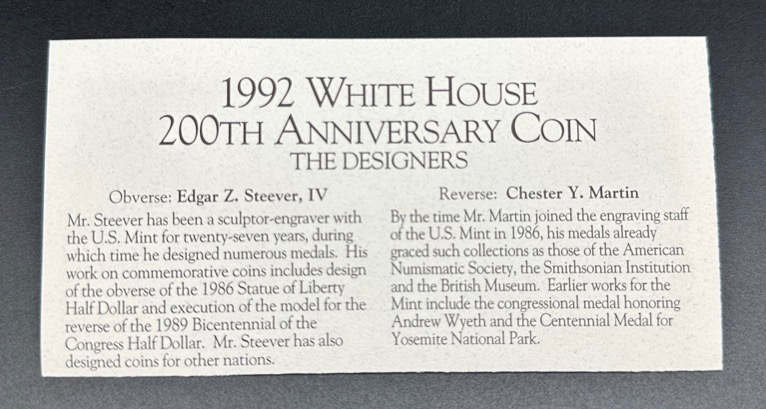 1992 WHITE HOUSE
200TH ANNIVERSARY COIN
THE DESIGNERS
Obverse: Edgar Z. Steever, IV
Mr. Steever has been a sculptor-engraver with
the U.S. Mint for twenty-seven years, during
which time he designed numerous medals. His
work on commemorative coins includes design
of the obverse of the 1986 Statue of Liberty
Half Dollar and execution of the model for the
reverse of the 1989 Bicentennial of the
Congress Half Dollar. Mr. Steever has also
designed coins for other nations.
Reverse: Chester Y. Martin
By the time Mr. Martin joined the engraving staff
of the U.S. Mint in 1986, his medals already
graced such collections as those of the American
Numismatic Society, the Smithsonian Institution
and the British Museum. Earlier works for the
Mint include the congressional medal honoring
Andrew Wyeth and the Centennial Medal for
Yosemite National Park.